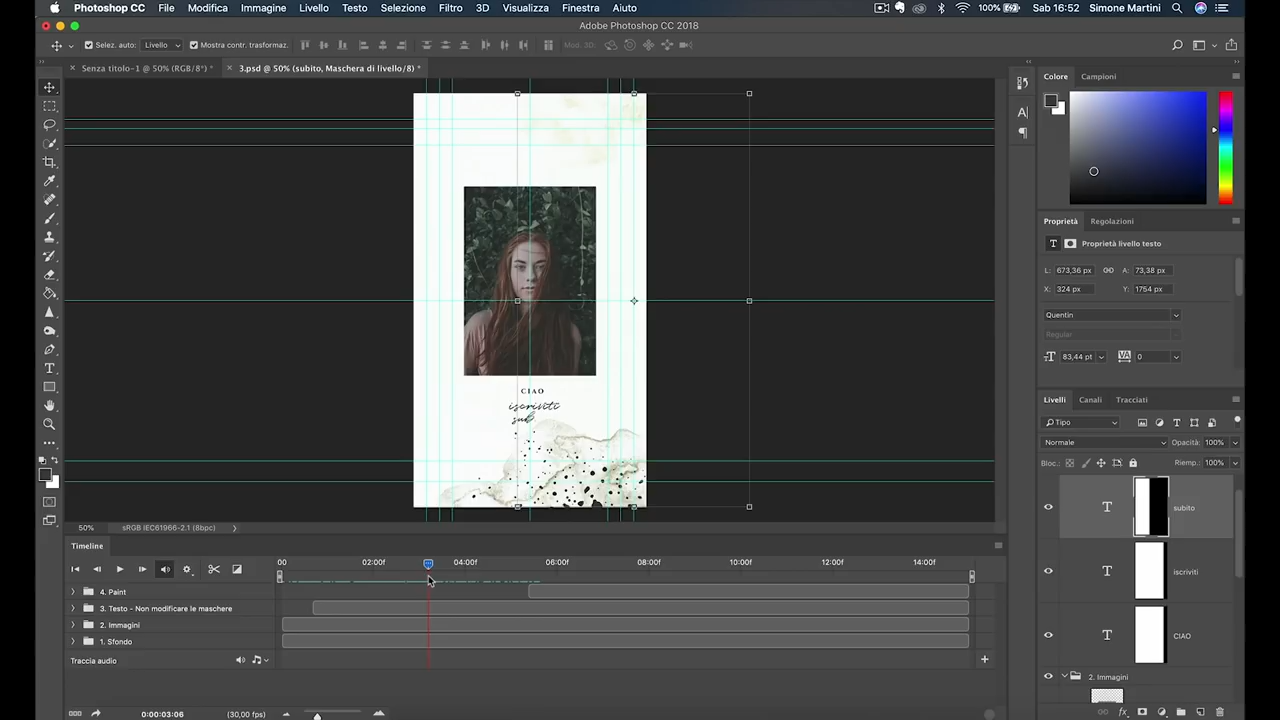 Photoshop CC File Modifica Immagine Livello Testo Selezione Filtro 3D Visualizza Finestra Aiuto 100% Sab 16:52 Simone Martini
Adobe Photoshop CC 2018
Selez. auto: Livello Mostra contr. trasformaz. Mod. 3D:
Senza titolo-1 @ 50% (RGB/8*) * 3.psd @ 50% (subito, Maschera di livello/8) *
Colore Campioni
Proprietà Regolazioni
Proprietà livello testo
L: 673,36 px A: 73,38 px
X: 324 px Y: 1754 px
Quentin
Regular
83,44 pt VA 0
CIAO
iscriviti
sub
Livelli Canali Tracciati
Tipo
Normale Opacità: 100%
Bloc.: Riemp.: 100%
subito
iscriviti
CIAO
2. Immagini
50% sRGB IEC61966-2.1 (8bpc)
Timeline
00 02:00f 04:00f 06:00f 08:00f 10:00f 12:00f 14:00f
4. Paint
3. Testo - Non modificare le maschere
2. Immagini
1. Sfondo
Traccia audio
0:00:03:06 (30,00 fps)